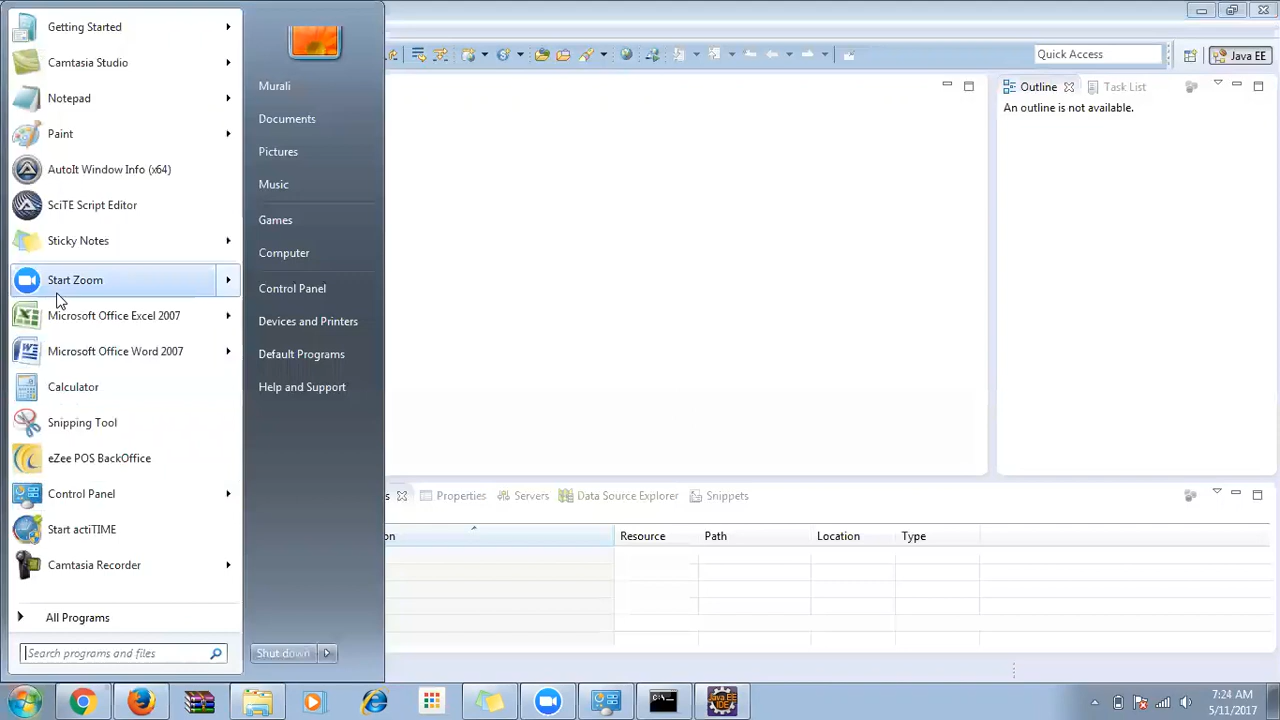 Getting Started
Camtasia Studio
Notepad
Paint
AutoIt Window Info (x64)
SciTE Script Editor
Sticky Notes
Start Zoom
Microsoft Office Excel 2007
Microsoft Office Word 2007
Calculator
Snipping Tool
eZee POS BackOffice
Control Panel
Start actiTIME
Camtasia Recorder
All Programs
Search programs and files
Murali
Documents
Pictures
Music
Games
Computer
Control Panel
Devices and Printers
Default Programs
Help and Support
Shut down
Quick Access
Java EE
Outline
Task List
An outline is not available.
Properties
Servers
Data Source Explorer
Snippets
Resource
Path
Location
Type
Java EE
IDE
7:24 AM
5/11/2017